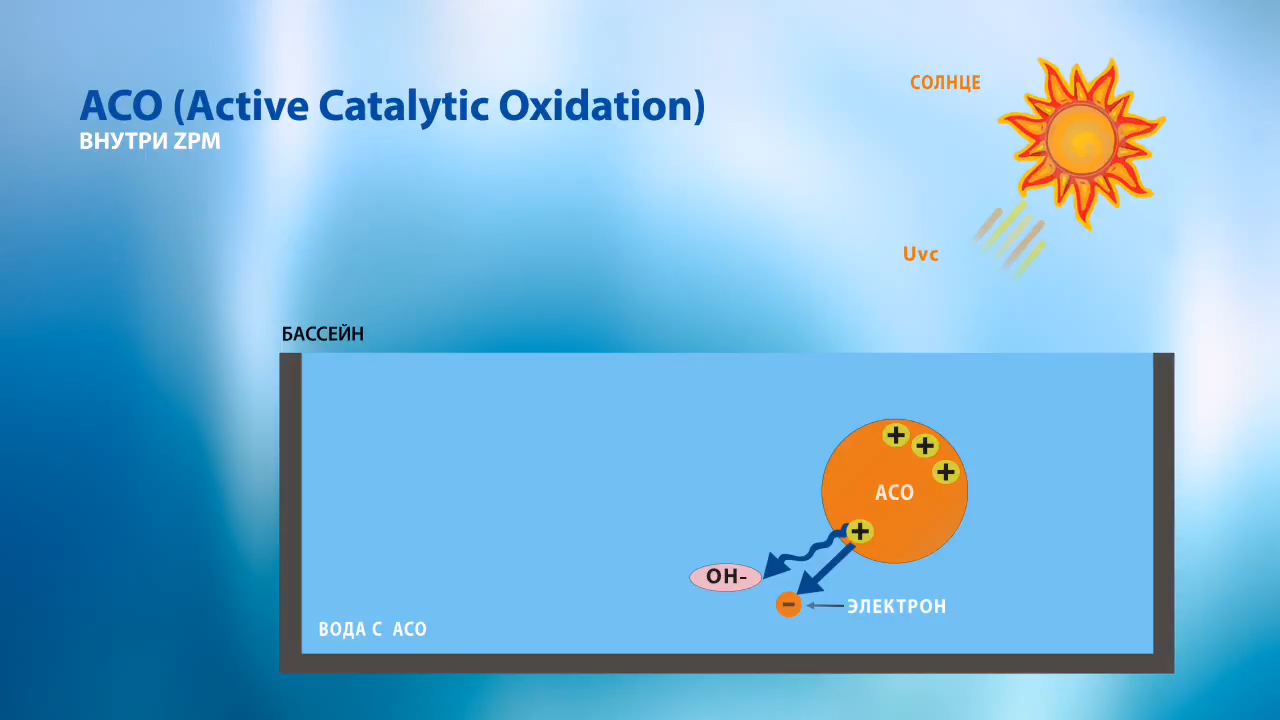 ACO (Active Catalytic Oxidation)
ВНУТРИ ZPM
СОЛНЦЕ
Uvc
БАССЕЙН
+
+
+
ACO
+
OH-
-
ЭЛЕКТРОН
ВОДА С ACO